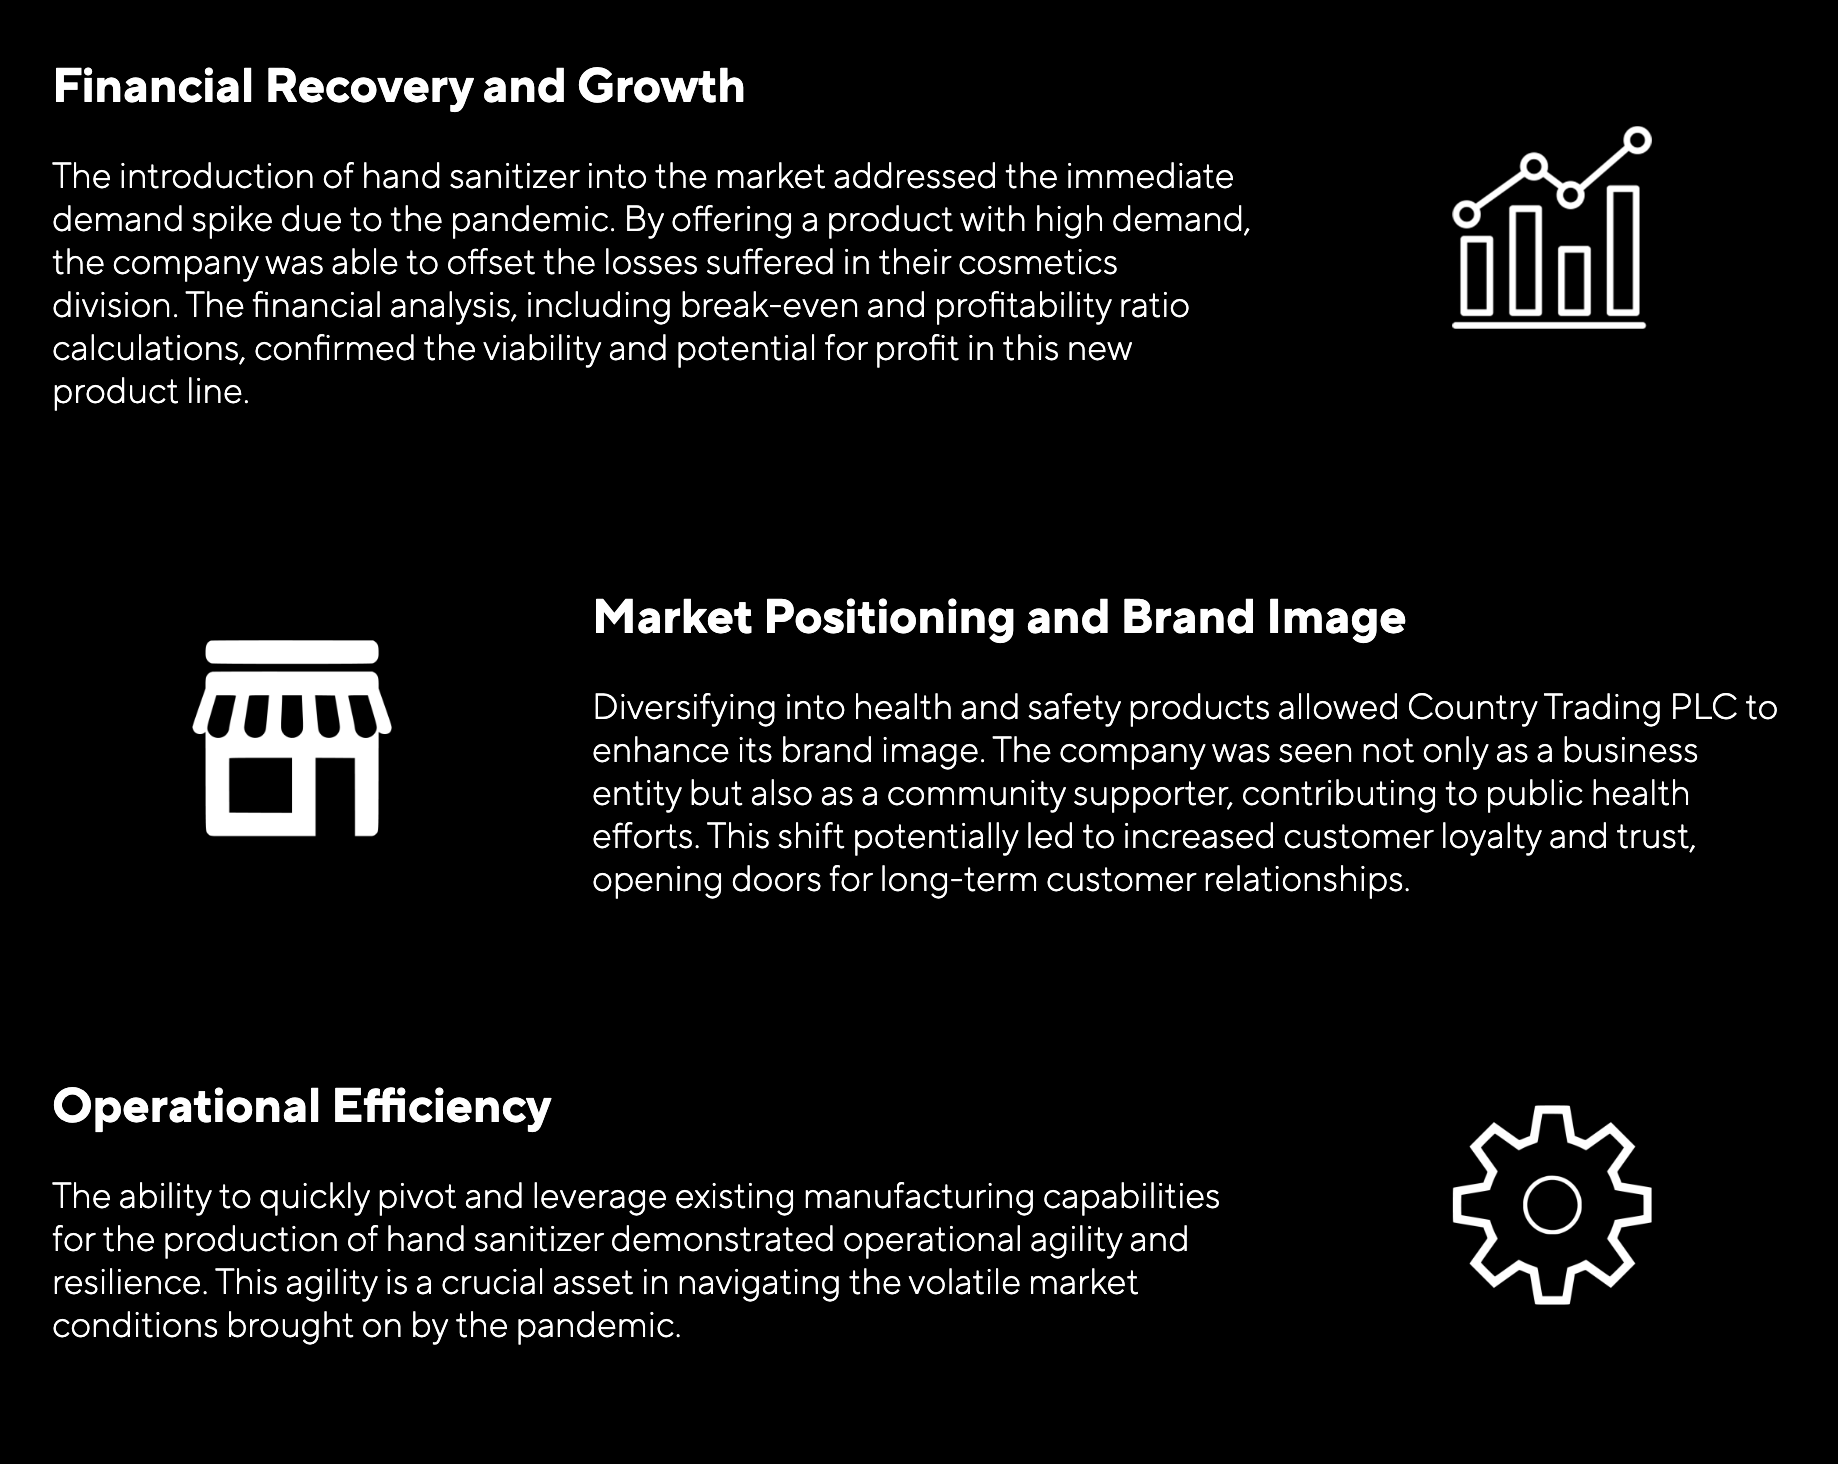 Financial Recovery and Growth
The introduction of hand sanitizer into the market addressed the immediate
demand spike due to the pandemic. By offering a product with high demand,
the company was able to offset the losses suffered in their cosmetics
division. The financial analysis, including break-even and profitability ratio
calculations, confirmed the viability and potential for profit in this new
product line.
Market Positioning and Brand Image
Diversifying into health and safety products allowed Country Trading PLC to
enhance its brand image. The company was seen not only as a business
entity but also as a community supporter, contributing to public health
efforts. This shift potentially led to increased customer loyalty and trust,
opening doors for long-term customer relationships.
Operational Efficiency
The ability to quickly pivot and leverage existing manufacturing capabilities
for the production of hand sanitizer demonstrated operational agility and
resilience. This agility is a crucial asset in navigating the volatile market
conditions brought on by the pandemic.